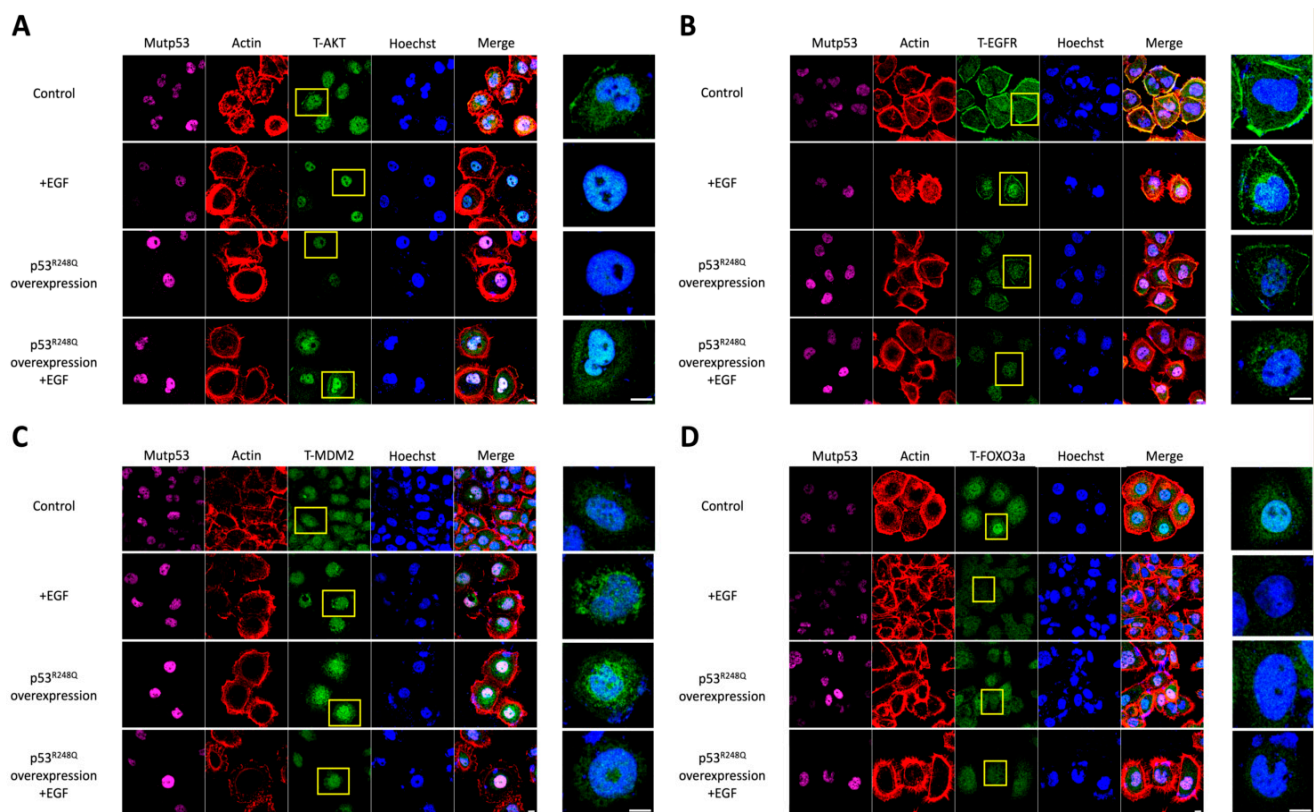 A
Mutp53 Actin T-AKT Hoechst Merge
Control
+EGF
p53R248Q
overexpression
p53R248Q
overexpression
+EGF
B
Mutp53 Actin T-EGFR Hoechst Merge
Control
+EGF
p53R248Q
overexpression
p53R248Q
overexpression
+EGF
C
Mutp53 Actin T-MDM2 Hoechst Merge
Control
+EGF
p53R248Q
overexpression
p53R248Q
overexpression
+EGF
D
Mutp53 Actin T-FOXO3a Hoechst Merge
Control
+EGF
p53R248Q
overexpression
p53R248Q
overexpression
+EGF